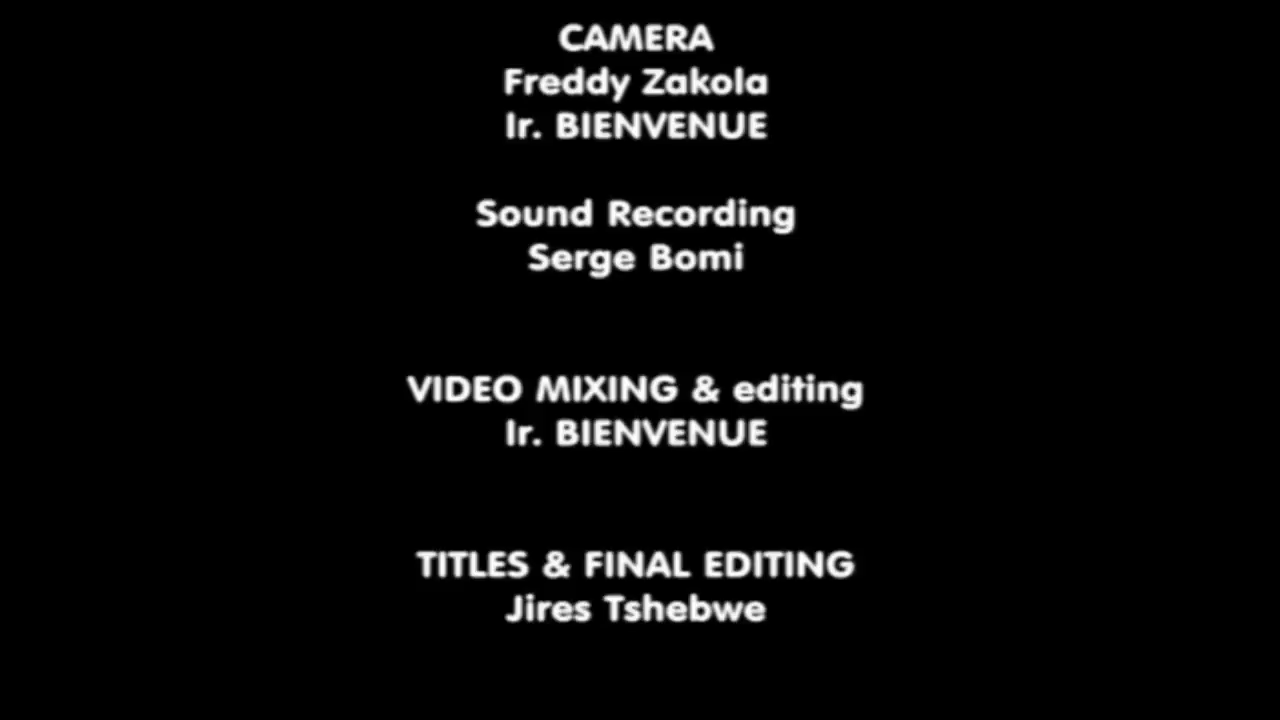 CAMERA
Freddy Zakola
Ir. BIENVENUE
Sound Recording
Serge Bomi
VIDEO MIXING & editing
Ir. BIENVENUE
TITLES & FINAL EDITING
Jires Tshebwe